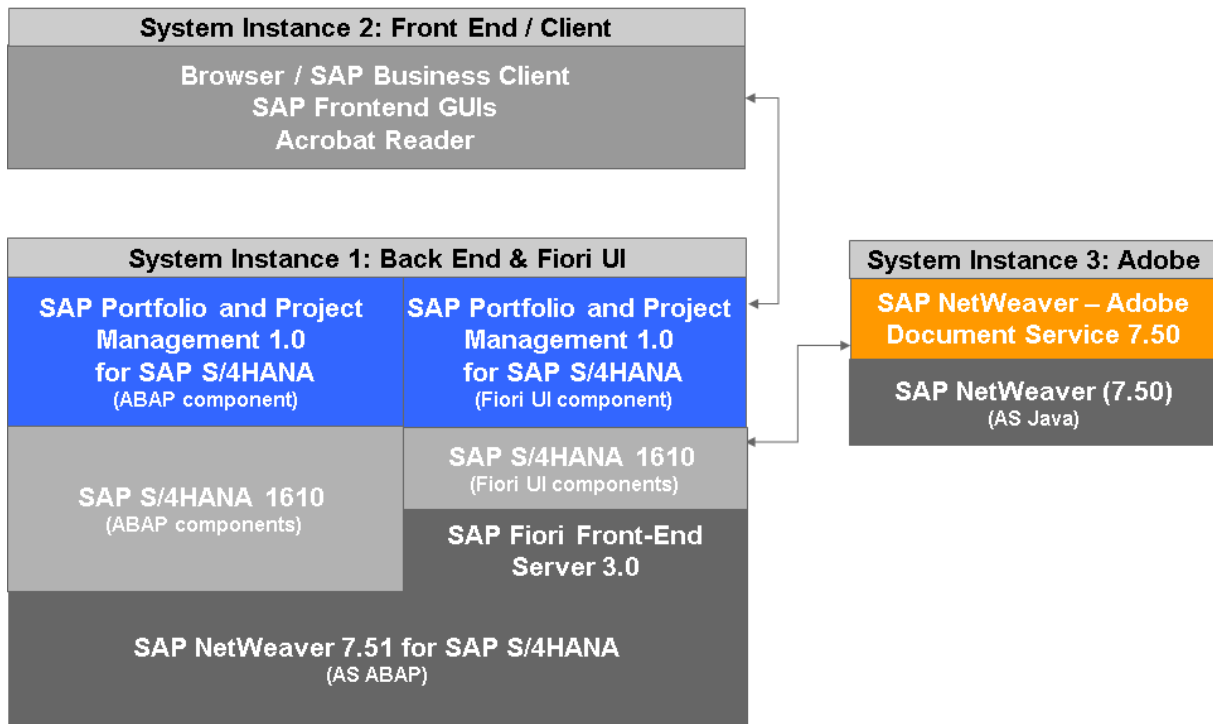 System Instance 2: Front End / Client
Browser / SAP Business Client
SAP Frontend GUIs
Acrobat Reader
System Instance 1: Back End & Fiori UI
SAP Portfolio and Project
Management 1.0
for SAP S/4HANA
(ABAP component)
SAP Portfolio and Project
Management 1.0
for SAP S/4HANA
(Fiori UI component)
SAP S/4HANA 1610
(ABAP components)
SAP S/4HANA 1610
(Fiori UI components)
SAP Fiori Front-End
Server 3.0
SAP NetWeaver 7.51 for SAP S/4HANA
(AS ABAP)
System Instance 3: Adobe
SAP NetWeaver – Adobe
Document Service 7.50
SAP NetWeaver (7.50)
(AS Java)